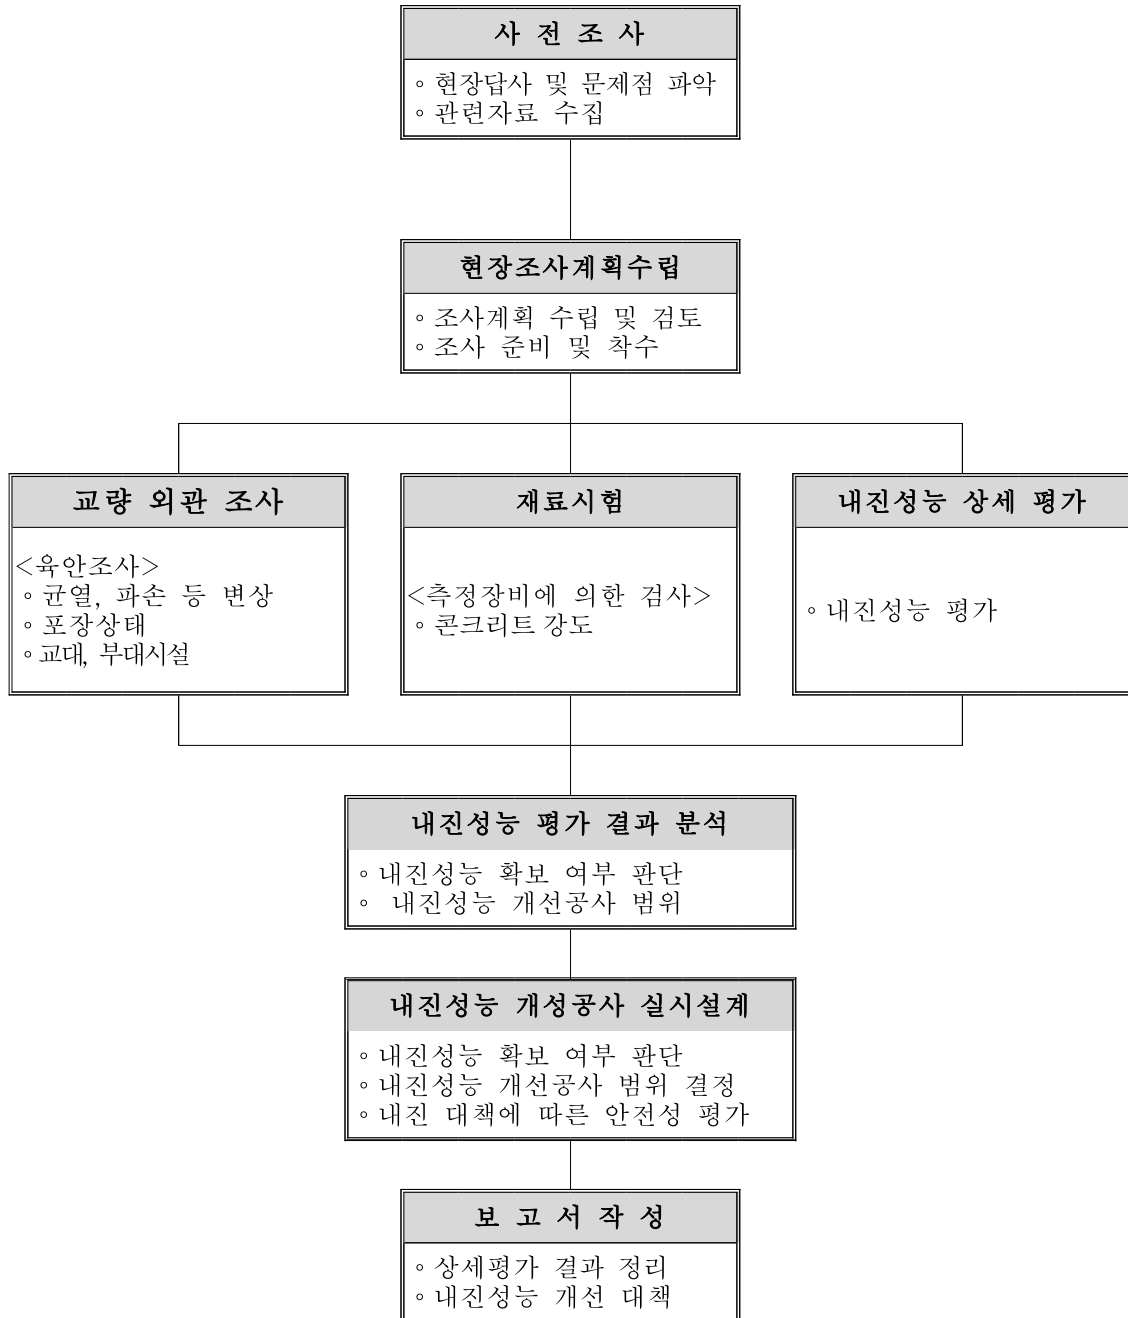 사 전 조 사
◦ 현장답사 및 문제점 파악
◦ 관련자료 수집
현장조사계획수립
◦ 조사계획 수립 및 검토
◦ 조사 준비 및 착수
교량 외관 조사
<육안조사>
◦ 균열, 파손 등 변상
◦ 포장상태
◦ 교대, 부대시설
재료시험
<측정장비에 의한 검사>
◦ 콘크리트 강도
내진성능 상세 평가
◦ 내진성능 평가
내진성능 평가 결과 분석
◦ 내진성능 확보 여부 판단
◦ 내진성능 개선공사 범위
내진성능 개성공사 실시설계
◦ 내진성능 확보 여부 판단
◦ 내진성능 개선공사 범위 결정
◦ 내진 대책에 따른 안전성 평가
보 고 서 작 성
◦ 상세평가 결과 정리
◦ 내진성능 개선 대책